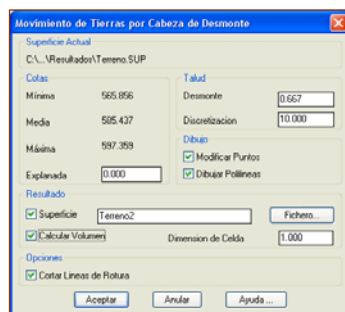 Movimiento de Tierras por Cabeza de Desmonte
Superficie Actual
C:\...\Resultados\Terreno.SUP
Cotas
Mínima 565.856
Media 585.437
Máxima 597.359
Explanada 0.000
Talud
Desmonte 0.667
Discretizacion 10.000
Dibujo
Modificar Puntos
Dibujar Polilineas
Resultado
Superficie Terreno2 Fichero...
Calcular Volumen Dimension de Celda 1.000
Opciones
Cortar Lineas de Rotura
Aceptar Anular Ayuda ...